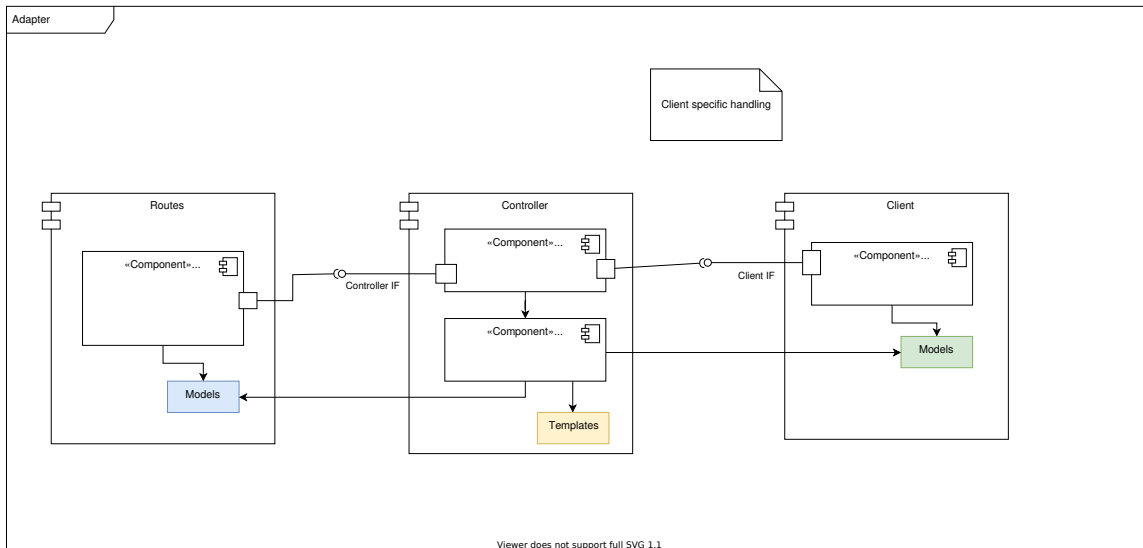 Adapter
Client specific handling
Routes
Controller
Client
«Component»...
«Component»...
«Component»...
Controller IF
Client IF
«Component»...
Models
Models
Templates
Viewer does not support full SVG 1.1